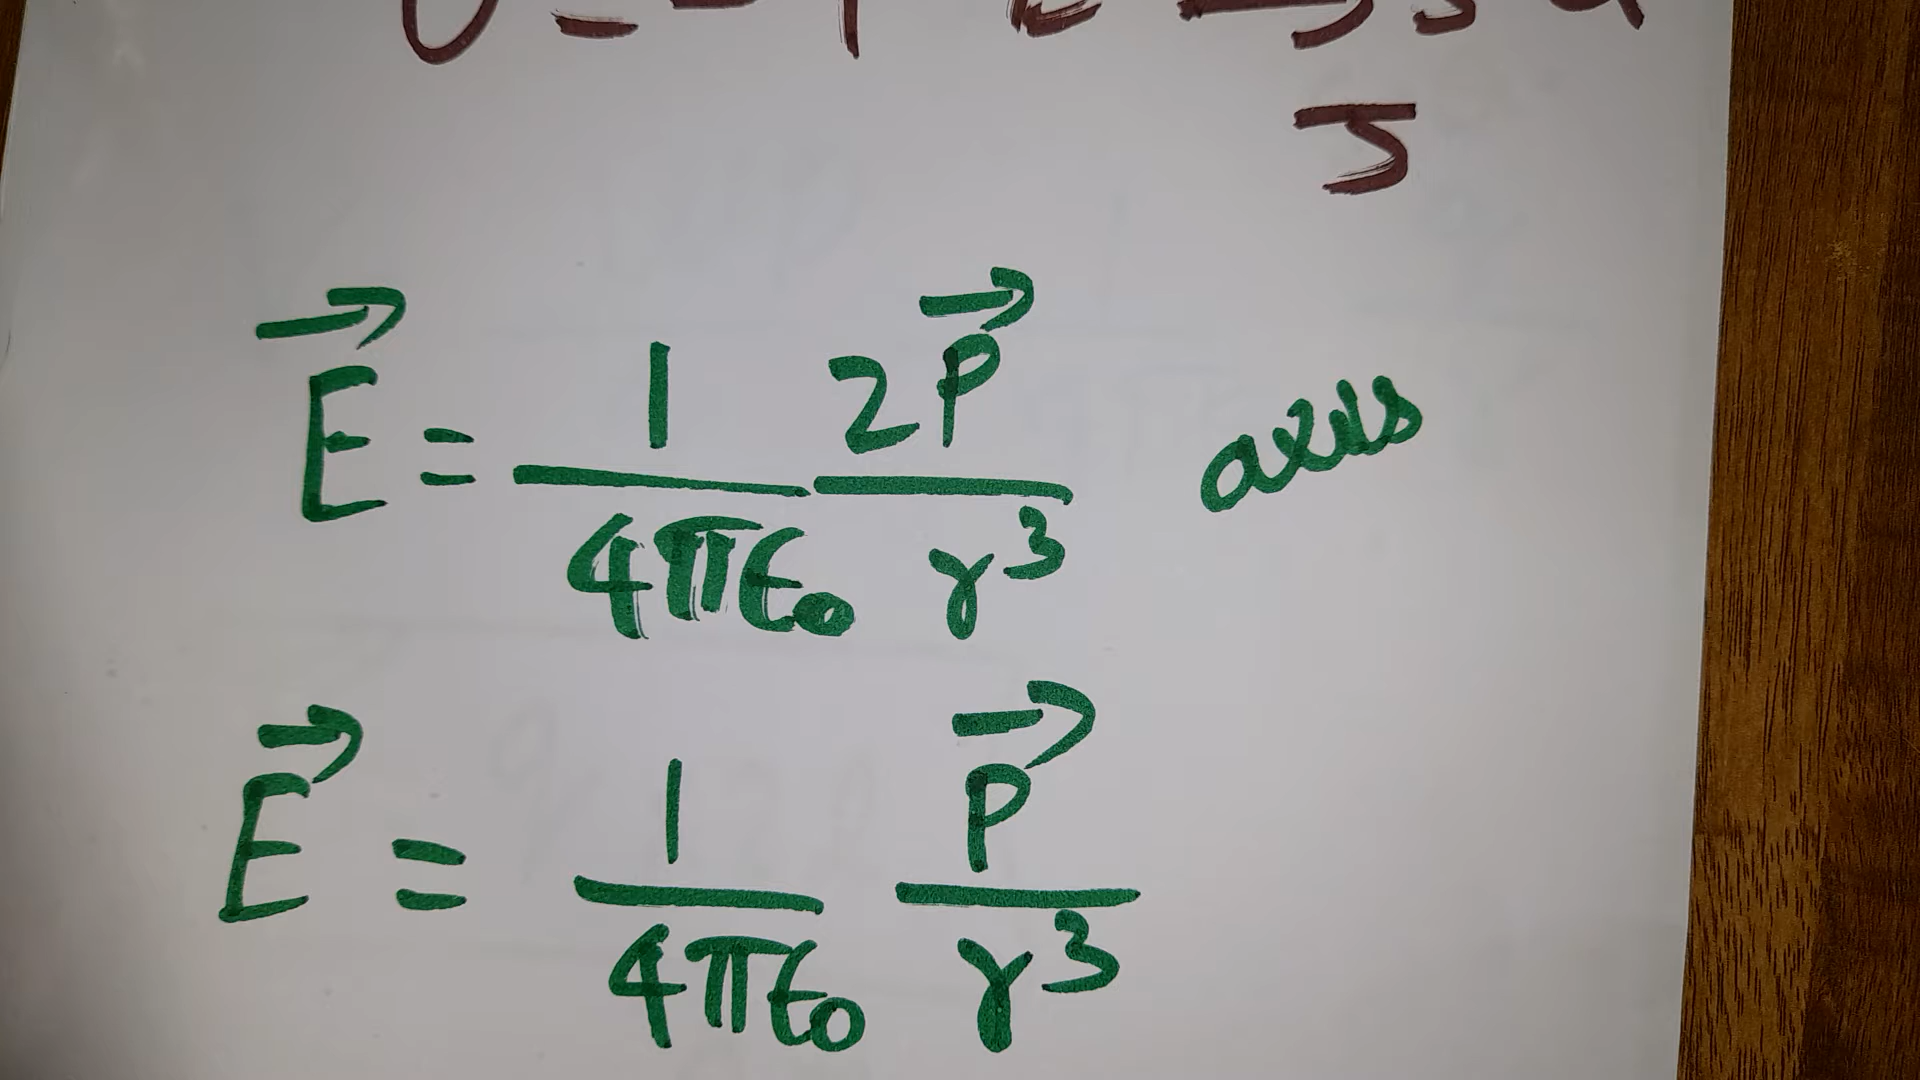 J
E⃗ = 1/4πε₀ 2p⃗/r³ axis
E⃗ = 1/4πε₀ p⃗/r³